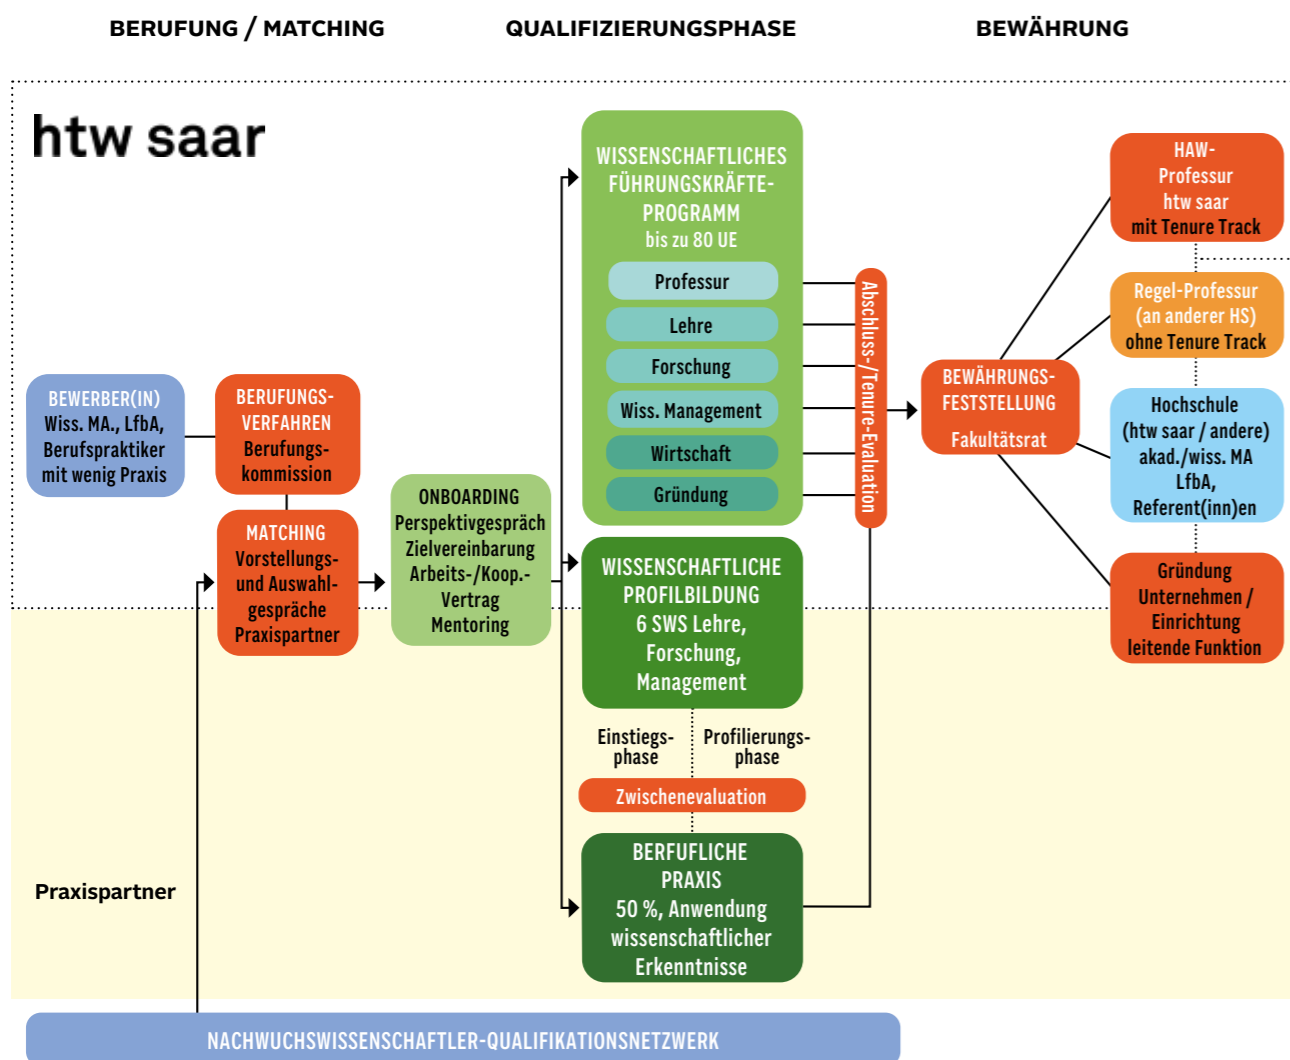 BERUFUNG / MATCHING
QUALIFIZIERUNGSPHASE
BEWÄHRUNG
htw saar
BEWERBER(IN)
Wiss. MA., LfbA,
Berufspraktiker
mit wenig Praxis
BERUFUNGS-
VERFAHREN
Berufungs-
kommission
MATCHING
Vorstellungs-
und Auswahl-
gespräche
Praxispartner
ONBOARDING
Perspektivgespräch
Zielvereinbarung
Arbeits-/Koop.-
Vertrag
Mentoring
WISSENSCHAFTLICHES
FÜHRUNGSKRÄFTE-
PROGRAMM
bis zu 80 UE
Professur
Lehre
Forschung
Wiss. Management
Wirtschaft
Gründung
WISSENSCHAFTLICHE
PROFILBILDUNG
6 SWS Lehre,
Forschung,
Management
Einstiegs-
phase
Profilierungs-
phase
Zwischenevaluation
BERFUFLICHE
PRAXIS
50 %, Anwendung
wissenschaftlicher
Erkenntnisse
Abschluss-/Tenure-Evaluation
BEWÄHRUNGS-
FESTSTELLUNG
Fakultätsrat
HAW-
Professur
htw saar
mit Tenure Track
Regel-Professur
(an anderer HS)
ohne Tenure Track
Hochschule
(htw saar / andere)
akad./wiss. MA
LfbA,
Referent(inn)en
Gründung
Unternehmen /
Einrichtung
leitende Funktion
Praxispartner
NACHWUCHSWISSENSCHAFTLER-QUALIFIKATIONSNETZWERK